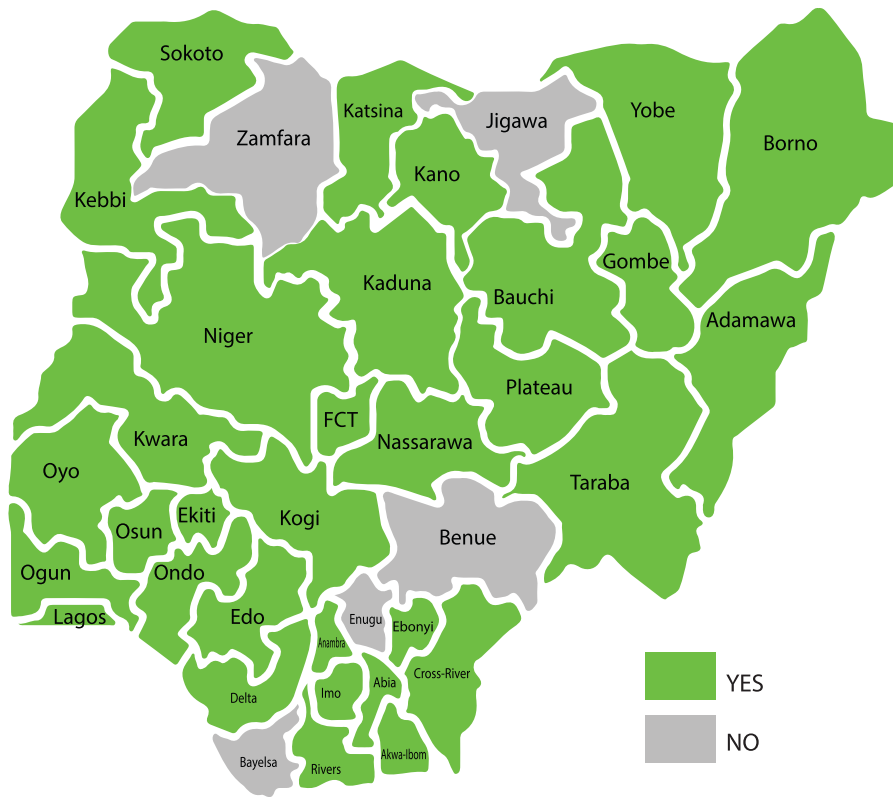 Sokoto
Katsina
Yobe
Jigawa
Zamfara
Borno
Kano
Kebbi
Gombe
Kaduna
Bauchi
Adamawa
Niger
Plateau
FCT
Kwara
Nassarawa
Oyo
Taraba
Ekiti
Kogi
Osun
Benue
Ogun
Ondo
Lagos
Edo
Enugu
Ebonyi
Anambra
Cross-River
Abia
Imo
Delta
YES
NO
Akwa-Ibom
Bayelsa
Rivers